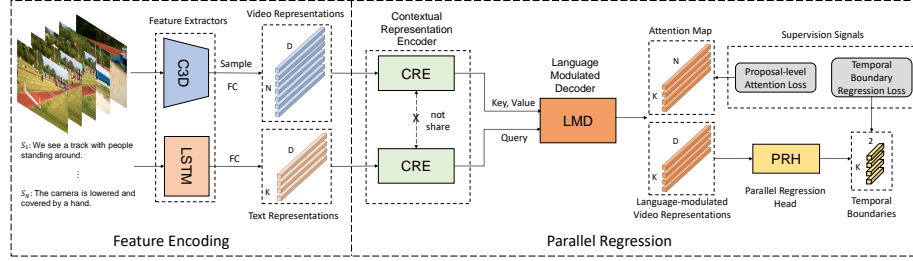 Feature Extractors
C3D
S₁: We see a track with people
standing around.
⋮
S_N: The camera is lowered and
covered by a hand.
LSTM
Sample
FC
FC
Video Representations
D
N
D
K
Text Representations
Feature Encoding
Contextual
Representation
Encoder
CRE
X
not
share
CRE
Key, Value
Query
Language
Modulated
Decoder
LMD
Attention Map
N
K
D
K
Language-modulated
Video Representations
Supervision Signals
Proposal-level
Attention Loss
Temporal
Boundary
Regression Loss
PRH
Parallel Regression
Head
2
K
Temporal
Boundaries
Parallel Regression